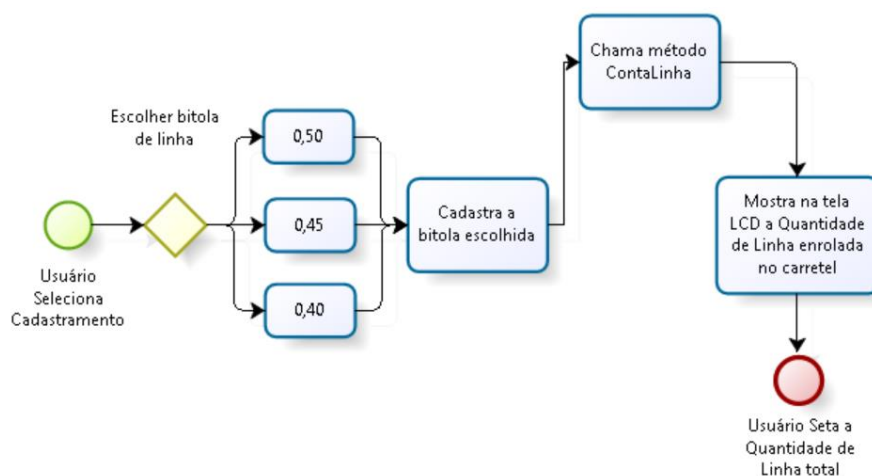 Chama método
ContaLinha
Escolher bitola
de linha
0,50
0,45
0,40
Cadastra a
bitola escolhida
Mostra na tela
LCD a Quantidade
de Linha enrolada
no carretel
Usuário
Seleciona
Cadastramento
Usuário Seta a
Quantidade de
Linha total